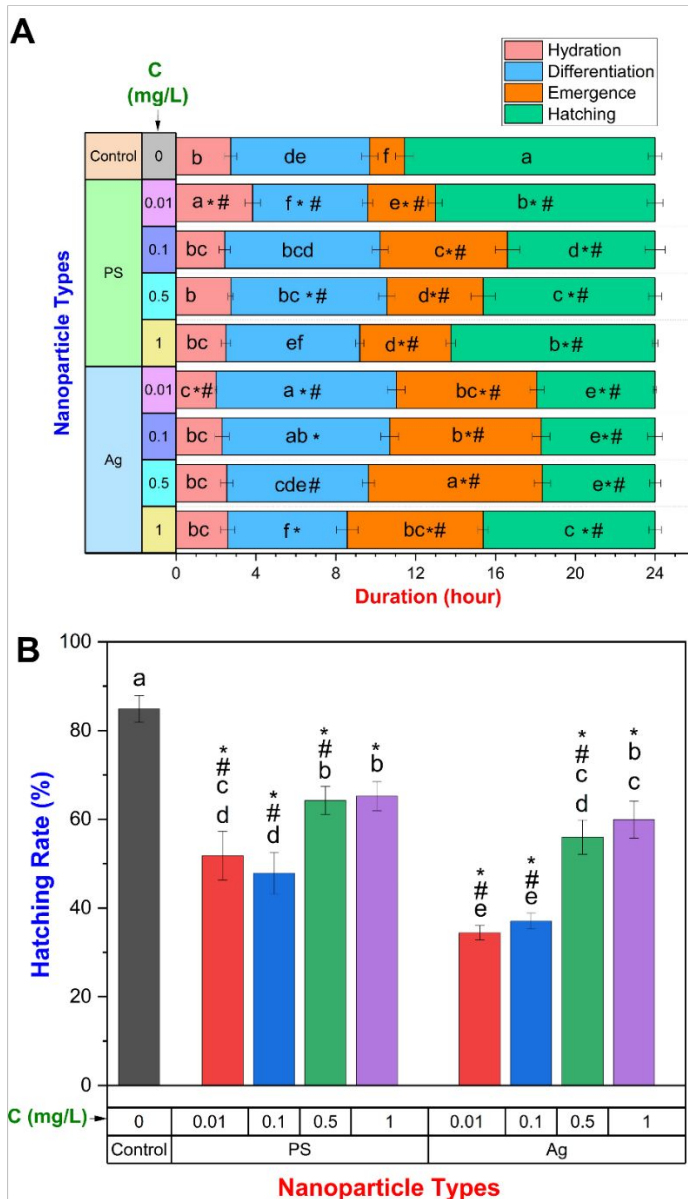 A
Hydration
Differentiation
Emergence
Hatching
C
(mg/L)
Control 0 b de f a
0.01 a*# f*# e*# b*#
0.1 bc bcd c*# d*#
PS
0.5 b bc*# d*# c*#
1 bc ef d*# b*#
0.01 c*# a*# bc*# e*#
0.1 bc ab* b*# e*#
Ag
0.5 bc cde# a*# e*#
1 bc f* bc*# c*#
Nanoparticle Types
0 4 8 12 16 20 24
Duration (hour)
B
100
80
60
40
20
0
Hatching Rate (%)
a
*
#
c
d
*
#
d
*
#
b
*
b
*
#
e
*
#
e
*
#
c
d
*
b
c
C (mg/L) 0 0.01 0.1 0.5 1 0.01 0.1 0.5 1
Control PS Ag
Nanoparticle Types